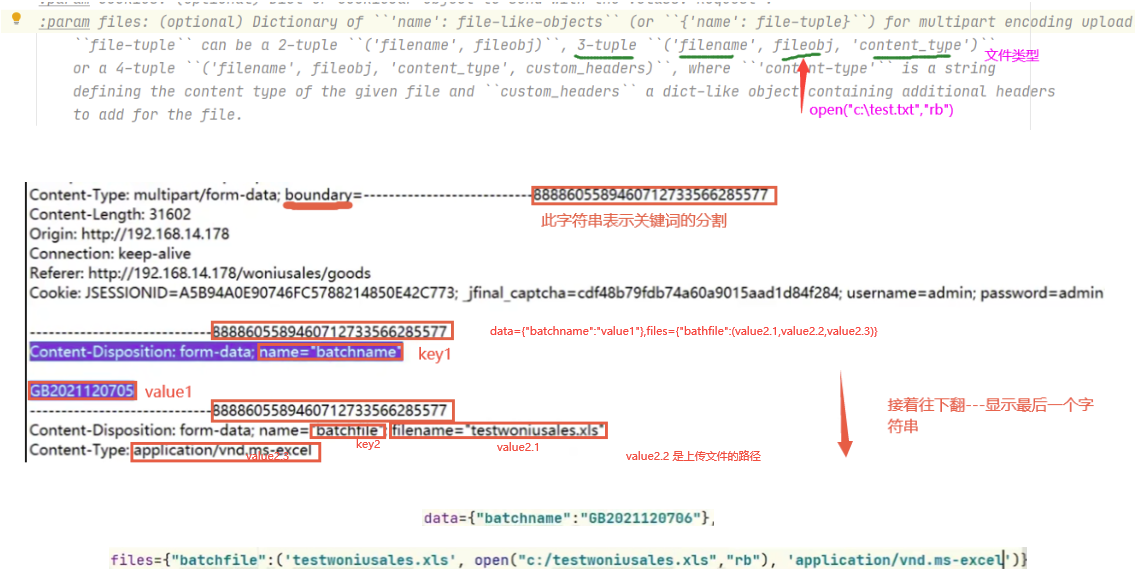 :param files: (optional) Dictionary of ``'name': file-like-objects`` (or ``{'name': file-tuple}``) for multipart encoding upload
``file-tuple`` can be a 2-tuple ``('filename', fileobj)``, 3-tuple ``('filename', fileobj, 'content_type')``
文件类型
or a 4-tuple ``('filename', fileobj, 'content_type', custom_headers)``, where ``'content-type'`` is a string
defining the content type of the given file and ``custom_headers`` a dict-like object containing additional headers
to add for the file.
open("c:\test.txt","rb")
Content-Type: multipart/form-data; boundary=---------------------------88886055894607127335662 85577
此字符串表示关键词的分割
Content-Length: 31602
Origin: http://192.168.14.178
Connection: keep-alive
Referer: http://192.168.14.178/woniusales/goods
Cookie: JSESSIONID=A5B94A0E90746FC5788214850E42C773; _jfinal_captcha=cdf48b79fdb74a60a9015aad1d84f284; username=admin; password=admin
-----------------------------8888605589460712733566285577
data={"batchname":"value1"},files={"bathfile":(value2.1,value2.2,value2.3)}
Content-Disposition: form-data; name="batchname"
key1
GB2021120705
value1
-----------------------------8888605589460712733566285577
接着往下翻---显示最后一个字
符串
Content-Disposition: form-data; name="batchfile"; filename="testwoniusales.xls"
key2
value2.1
Content-Type: application/vnd.ms-excel
value2.3
value2.2 是上传文件的路径
data={"batchname":"GB2021120706"},
files={"batchfile":('testwoniusales.xls', open("c:/testwoniusales.xls","rb"), 'application/vnd.ms-excel')}